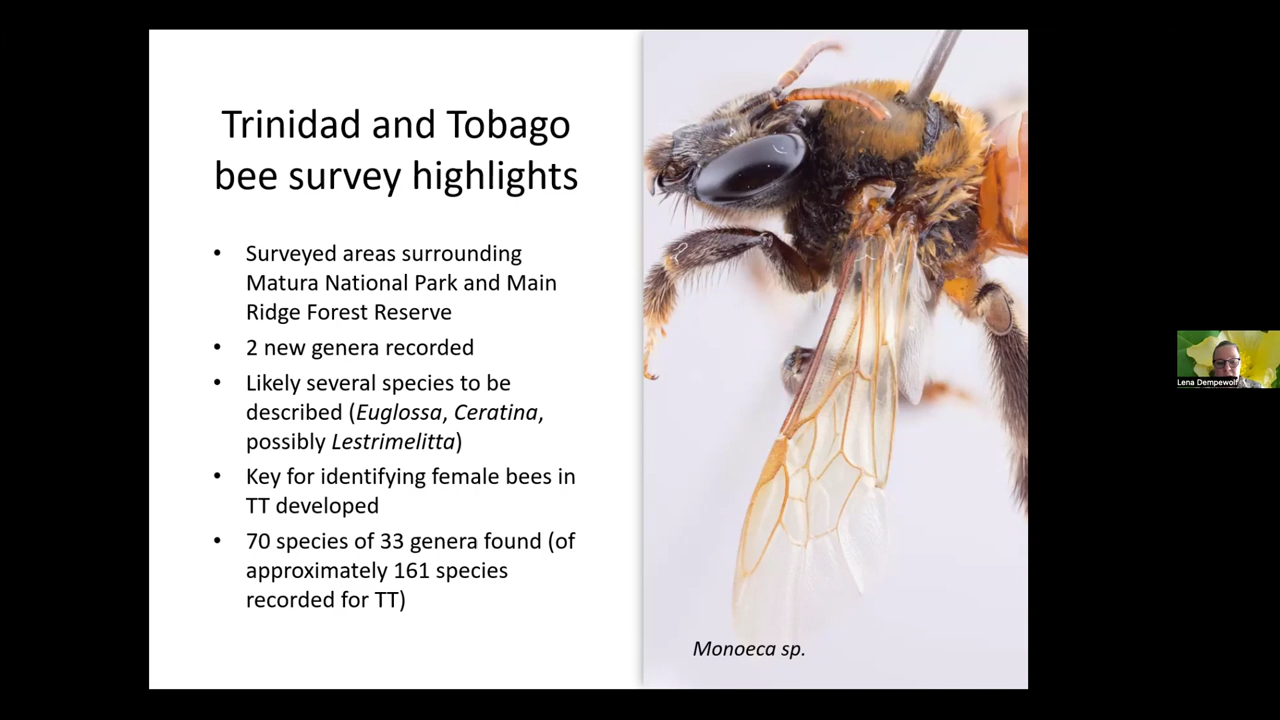 Trinidad and Tobago
bee survey highlights
• Surveyed areas surrounding
Matura National Park and Main
Ridge Forest Reserve
• 2 new genera recorded
• Likely several species to be
described (Euglossa, Ceratina,
possibly Lestrimelitta)
• Key for identifying female bees in
TT developed
• 70 species of 33 genera found (of
approximately 161 species
recorded for TT)
Monoeca sp.
Lena Dempewolf